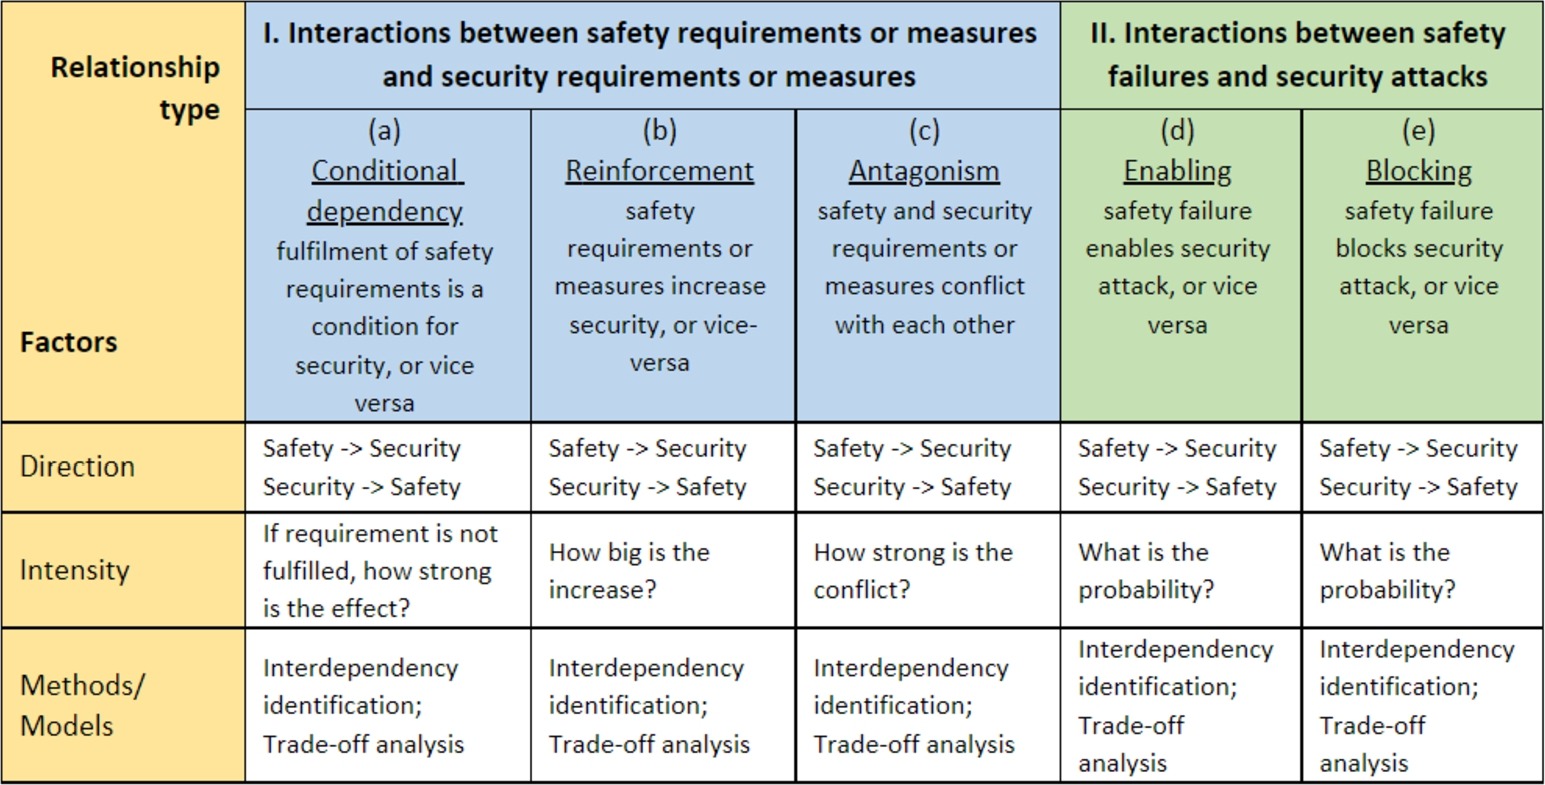 Relationship
type
Factors
I. Interactions between safety requirements or measures
and security requirements or measures
II. Interactions between safety
failures and security attacks
(a)
Conditional
dependency
fulfilment of safety
requirements is a
condition for
security, or vice
versa
(b)
Reinforcement
safety
requirements or
measures increase
security, or vice-
versa
(c)
Antagonism
safety and security
requirements or
measures conflict
with each other
(d)
Enabling
safety failure
enables security
attack, or vice
versa
(e)
Blocking
safety failure
blocks security
attack, or vice
versa
Direction
Safety -> Security
Security -> Safety
Safety -> Security
Security -> Safety
Safety -> Security
Security -> Safety
Safety -> Security
Security -> Safety
Safety -> Security
Security -> Safety
Intensity
If requirement is not
fulfilled, how strong
is the effect?
How big is the
increase?
How strong is the
conflict?
What is the
probability?
What is the
probability?
Methods/
Models
Interdependency
identification;
Trade-off analysis
Interdependency
identification;
Trade-off analysis
Interdependency
identification;
Trade-off analysis
Interdependency
identification;
Trade-off
analysis
Interdependency
identification;
Trade-off
analysis